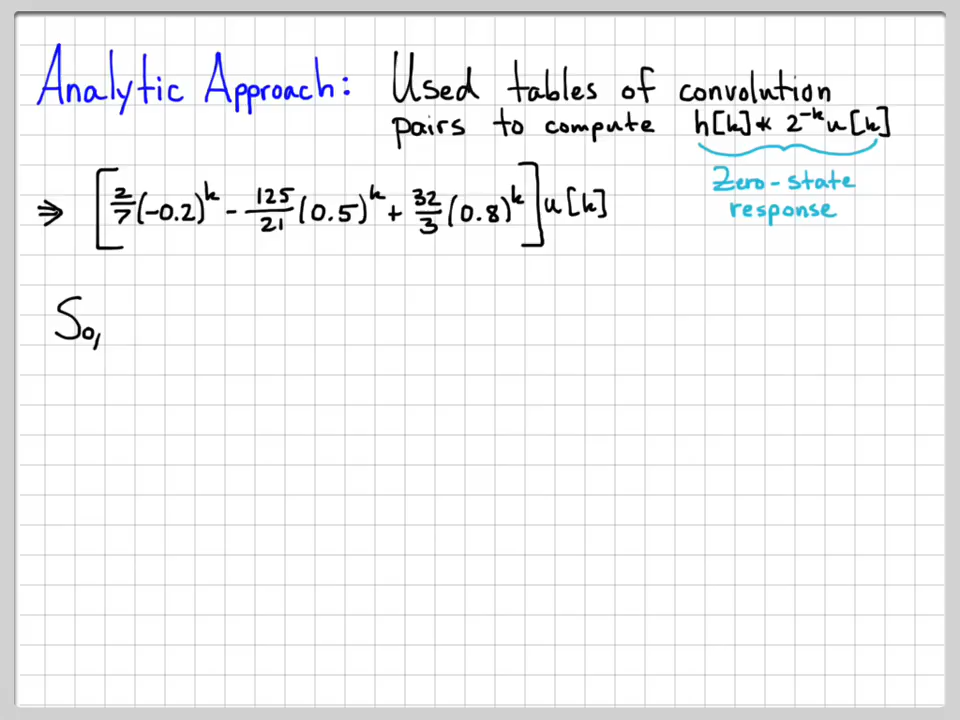 Analytic Approach: Used tables of convolution
pairs to compute h[k] * 2^-k u[k]
Zero-state
response
⇒ [2/7 (-0.2)^k - 125/21 (0.5)^k + 32/3 (0.8)^k] u[k]
So,